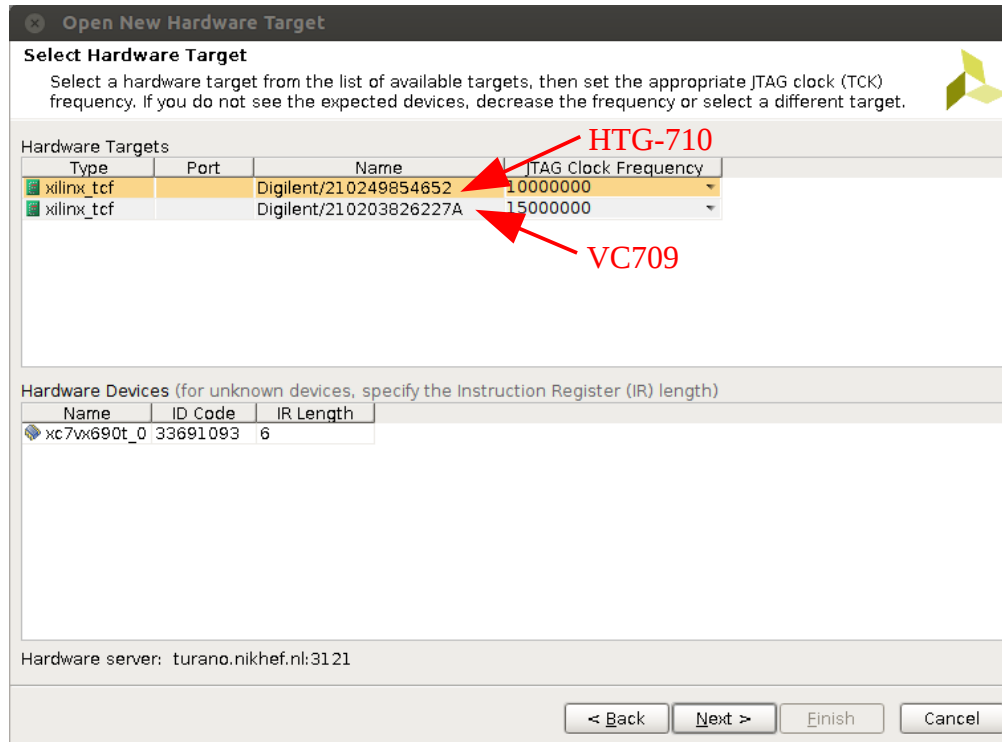 Open New Hardware Target
Select Hardware Target
Select a hardware target from the list of available targets, then set the appropriate JTAG clock (TCK)
frequency. If you do not see the expected devices, decrease the frequency or select a different target.
HTG-710
Hardware Targets
Type Port Name JTAG Clock Frequency
xilinx_tcf Digilent/210249854652 10000000
xilinx_tcf Digilent/210203826227A 15000000
VC709
Hardware Devices (for unknown devices, specify the Instruction Register (IR) length)
Name ID Code IR Length
xc7vx690t_0 33691093 6
Hardware server: turano.nikhef.nl:3121
< Back Next > Finish Cancel